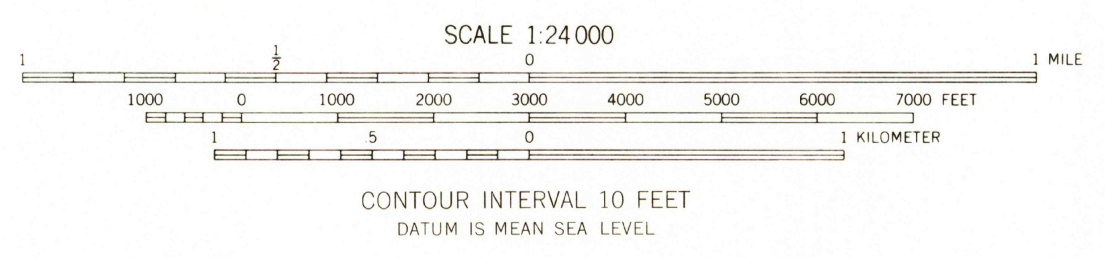 SCALE 1:24 000
1 1/2 0 1 MILE
1000 0 1000 2000 3000 4000 5000 6000 7000 FEET
1 .5 0 1 KILOMETER
CONTOUR INTERVAL 10 FEET
DATUM IS MEAN SEA LEVEL